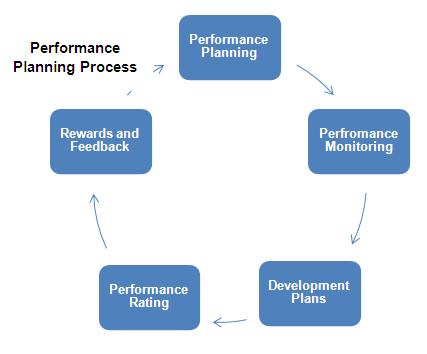 Performance
Planning Process
Performance
Planning
Perfromance
Monitoring
Development
Plans
Performance
Rating
Rewards and
Feedback